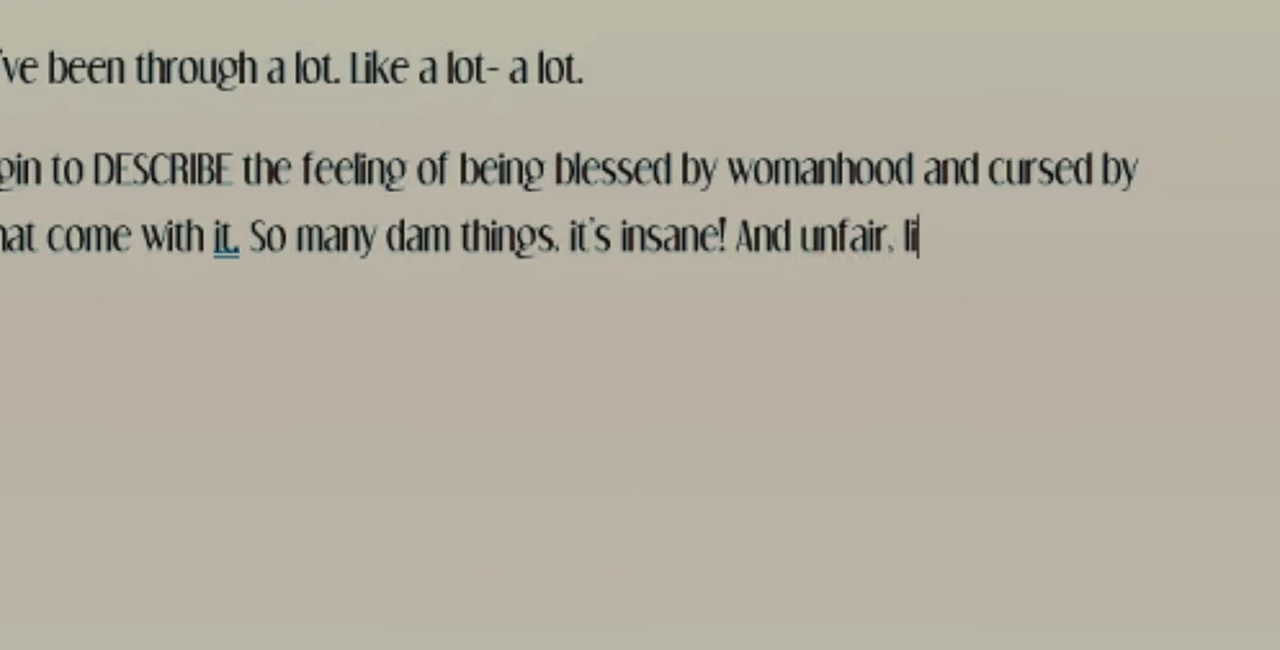 've been through a lot. Like a lot- a lot.
gin to DESCRIBE the feeling of being blessed by womanhood and cursed by
hat come with it. So many dam things, it's insane! And unfair, li